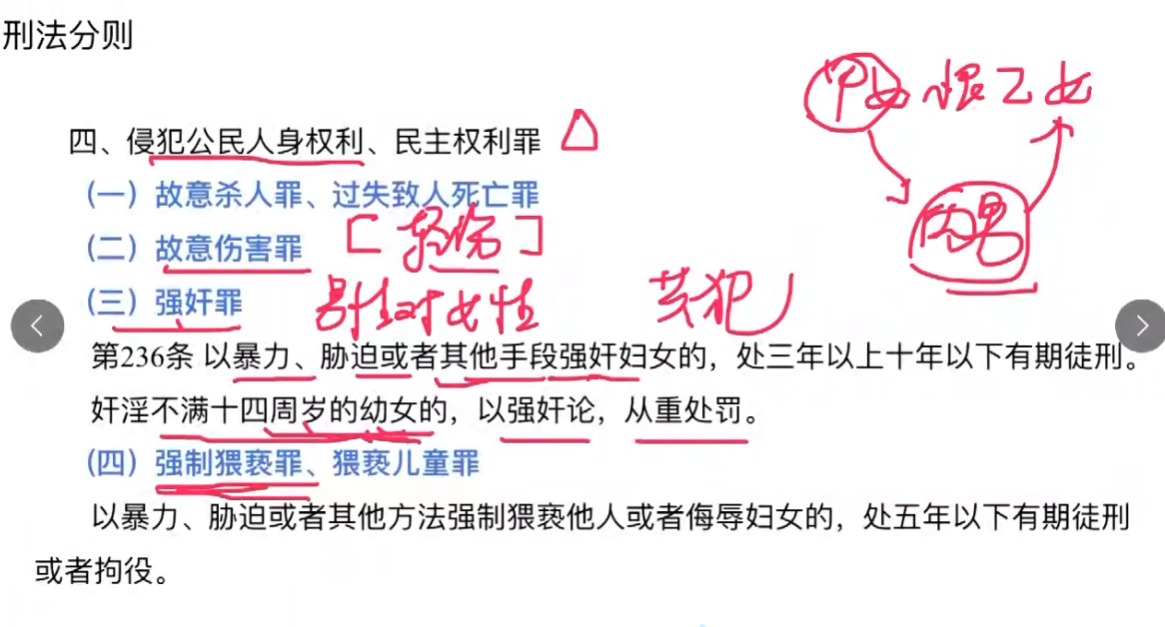 刑法分则
甲女 恨乙女
四、侵犯公民人身权利、民主权利罪
(一)故意杀人罪、过失致人死亡罪
丙男
(二)故意伤害罪 [轻伤]
(三)强奸罪 男性对女性 共犯
第236条 以暴力、胁迫或者其他手段强奸妇女的，处三年以上十年以下有期徒刑。
奸淫不满十四周岁的幼女的，以强奸论，从重处罚。
(四)强制猥亵罪、猥亵儿童罪
以暴力、胁迫或者其他方法强制猥亵他人或者侮辱妇女的，处五年以下有期徒刑
或者拘役。